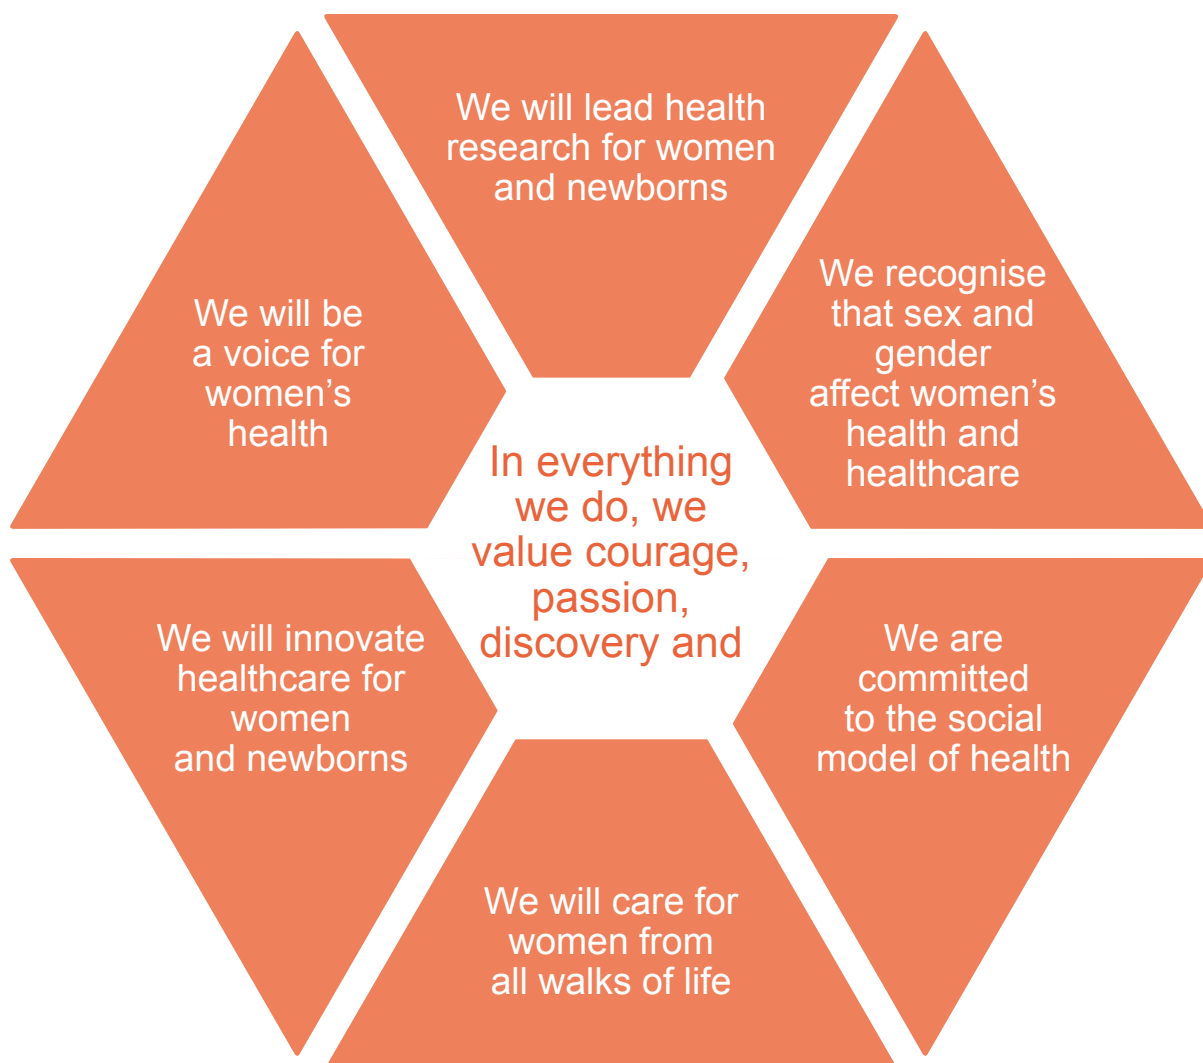 We will lead health
research for women
and newborns
We recognise
that sex and
gender
affect women's
health and
healthcare
We are
committed
to the social
model of health
We will care for
women from
all walks of life
We will innovate
healthcare for
women
and newborns
We will be
a voice for
women's
health
In everything
we do, we
value courage,
passion,
discovery and